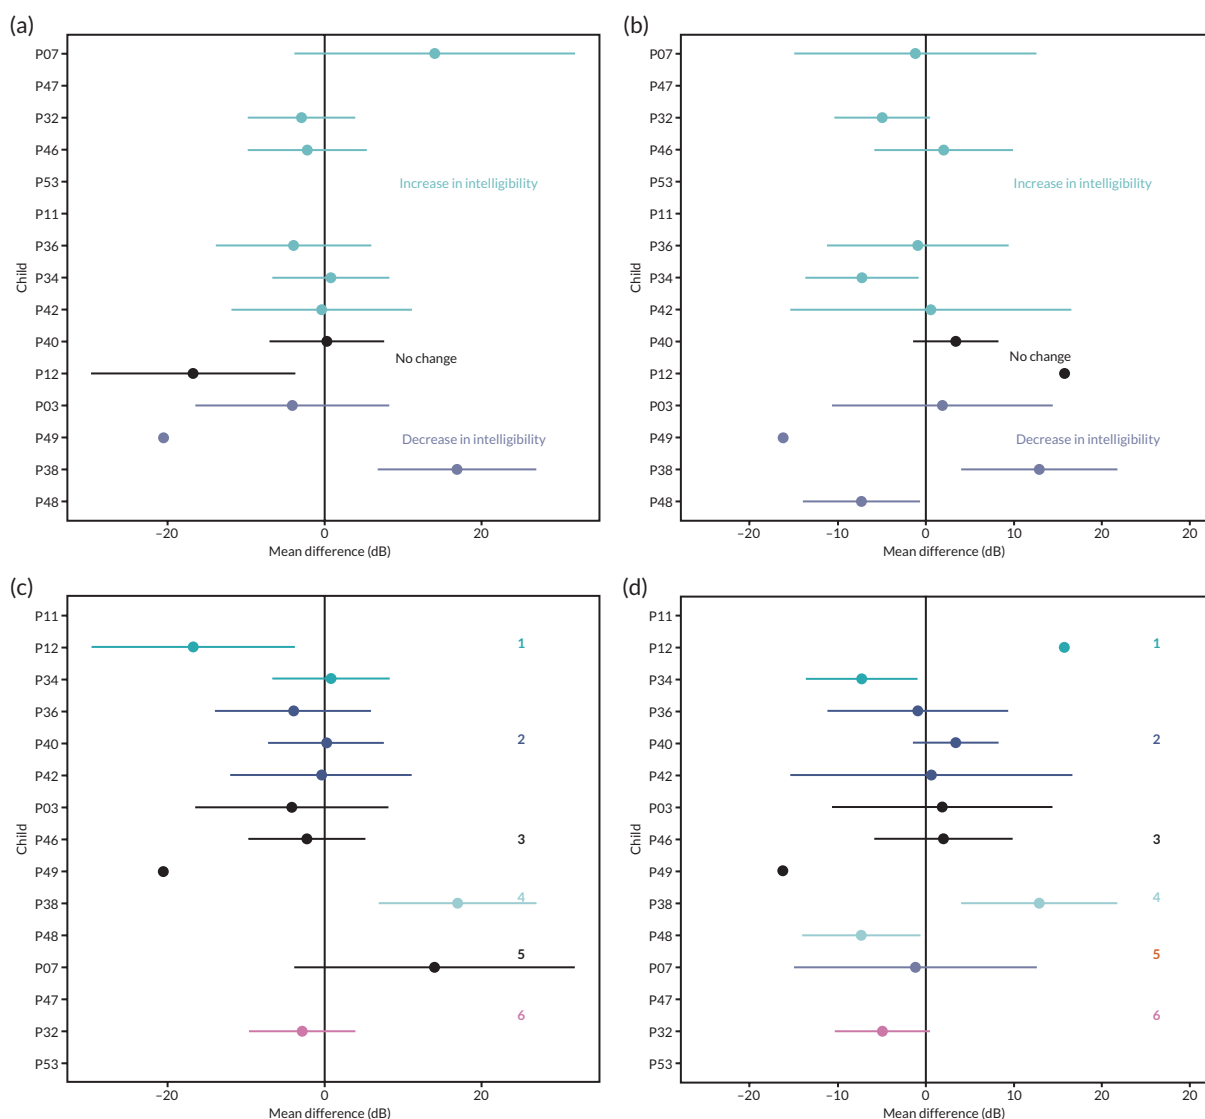 (a)
P07
P47
P32
P46
P53
P11
P36
P34
P42
P40
P12
P03
P49
P38
P48
Child
Increase in intelligibility
No change
Decrease in intelligibility
–20
0
20
Mean difference (dB)
(b)
P07
P47
P32
P46
P53
P11
P36
P34
P42
P40
P12
P03
P49
P38
P48
Child
Increase in intelligibility
No change
Decrease in intelligibility
–20
–10
0
10
20
20
Mean difference (dB)
(c)
P11
P12
P34
P36
P40
P42
P03
P46
P49
P38
P48
P07
P47
P32
P53
Child
1
2
3
4
5
6
–20
0
20
Mean difference (dB)
(d)
P11
P12
P34
P36
P40
P42
P03
P46
P49
P38
P48
P07
P47
P32
P53
Child
1
2
3
4
5
6
–20
–10
0
10
20
20
Mean difference (dB)